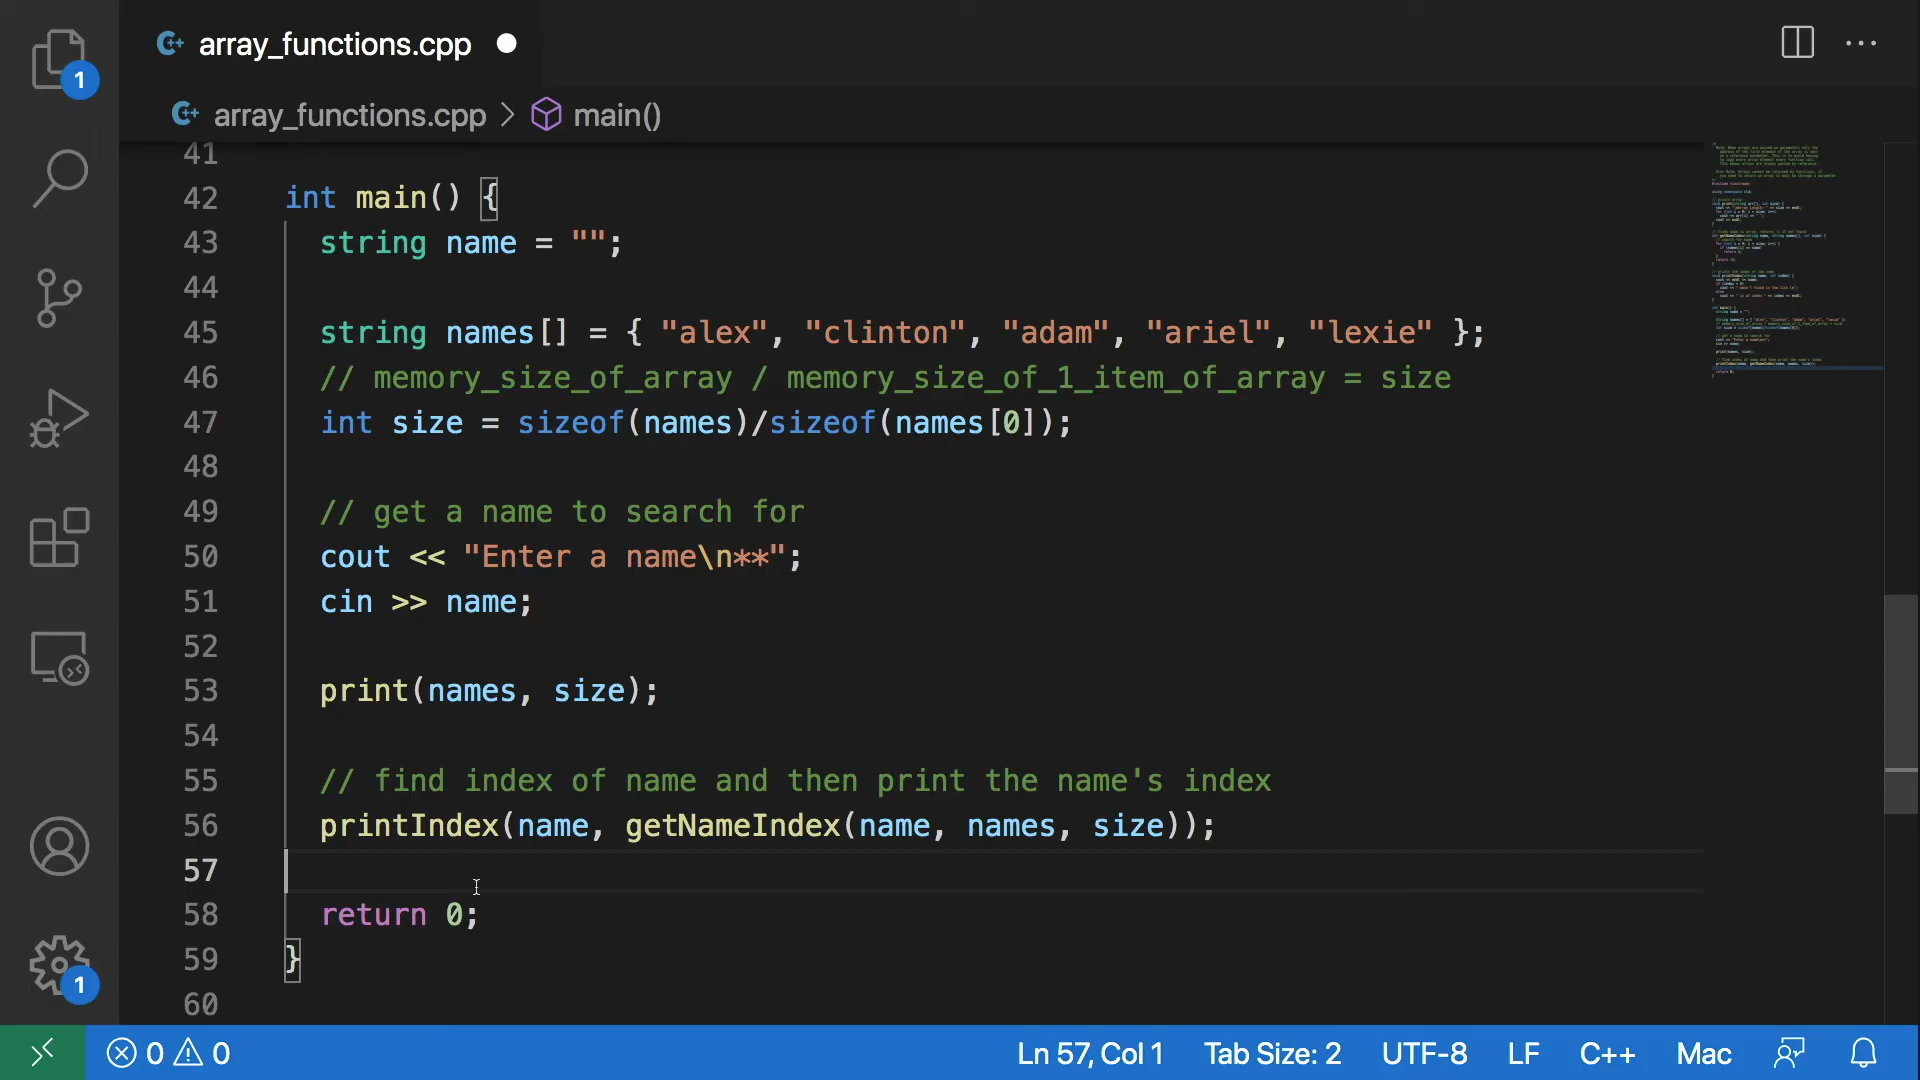 array_functions.cpp
1
array_functions.cpp > main()
41
42 int main() {
43 string name = "";
44
45 string names[] = { "alex", "clinton", "adam", "ariel", "lexie" };
46 // memory_size_of_array / memory_size_of_1_item_of_array = size
47 int size = sizeof(names)/sizeof(names[0]);
48
49 // get a name to search for
50 cout << "Enter a name\n**";
51 cin >> name;
52
53 print(names, size);
54
55 // find index of name and then print the name's index
56 printIndex(name, getNameIndex(name, names, size));
57
58 return 0;
59 }
60
1
0 0 Ln 57, Col 1 Tab Size: 2 UTF-8 LF C++ Mac